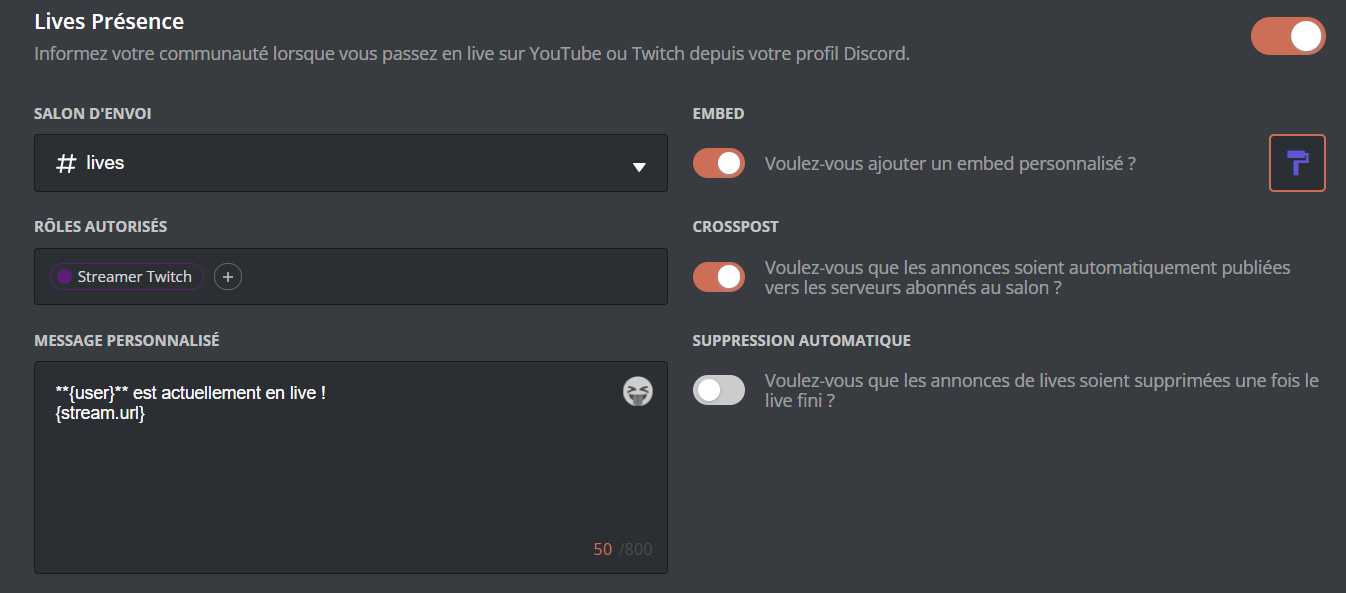 Lives Présence
Informez votre communauté lorsque vous passez en live sur YouTube ou Twitch depuis votre profil Discord.
SALON D'ENVOI
# lives
RÔLES AUTORISÉS
Streamer Twitch +
MESSAGE PERSONNALISÉ
**{user}** est actuellement en live !
{stream.url}
50 /800
EMBED
Voulez-vous ajouter un embed personnalisé ?
CROSSPOST
Voulez-vous que les annonces soient automatiquement publiées
vers les serveurs abonnés au salon ?
SUPPRESSION AUTOMATIQUE
Voulez-vous que les annonces de lives soient supprimées une fois le
live fini ?